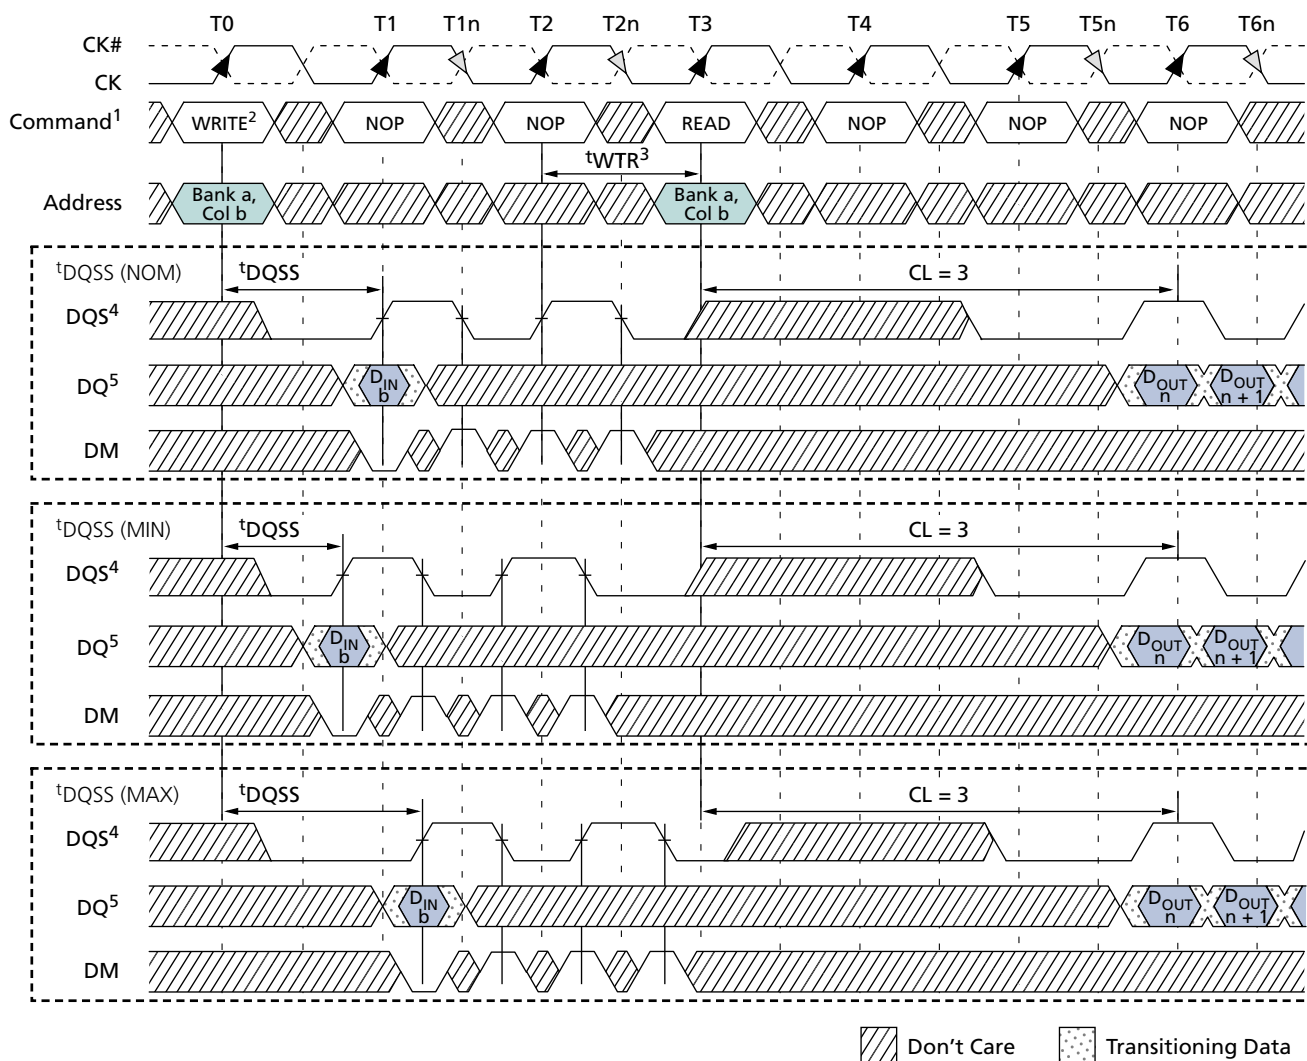 T0 T1 T1n T2 T2n T3 T4 T5 T5n T6 T6n
CK#
CK
Command1 WRITE2 NOP NOP READ NOP NOP NOP
tWTR3
Address Bank a, Col b Bank a, Col b
tDQSS (NOM) tDQSS CL = 3
DQS4
DQ5 DIN b DOUT n DOUT n + 1
DM
tDQSS (MIN) tDQSS CL = 3
DQS4
DQ5 DIN b DOUT n DOUT n + 1
DM
tDQSS (MAX) tDQSS CL = 3
DQS4
DQ5 DIN b DOUT n DOUT n + 1
DM
Don't Care Transitioning Data